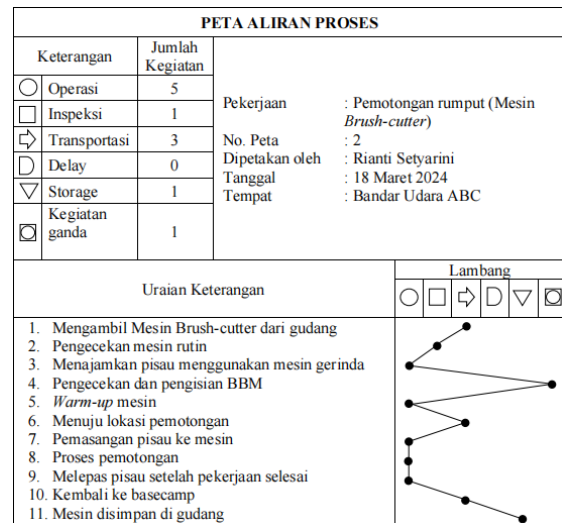 PETA ALIRAN PROSES
Keterangan
Jumlah
Kegiatan
Operasi 5
Inspeksi 1
Transportasi 3
Delay 0
Storage 1
Kegiatan
ganda 1
Pekerjaan : Pemotongan rumput (Mesin
Brush-cutter)
No. Peta : 2
Dipetakan oleh : Rianti Setyarini
Tanggal : 18 Maret 2024
Tempat : Bandar Udara ABC
Uraian Keterangan
Lambang
1. Mengambil Mesin Brush-cutter dari gudang
2. Pengecekan mesin rutin
3. Menajamkan pisau menggunakan mesin gerinda
4. Pengecekan dan pengisian BBM
5. Warm-up mesin
6. Menuju lokasi pemotongan
7. Pemasangan pisau ke mesin
8. Proses pemotongan
9. Melepas pisau setelah pekerjaan selesai
10. Kembali ke basecamp
11. Mesin disimpan di gudang